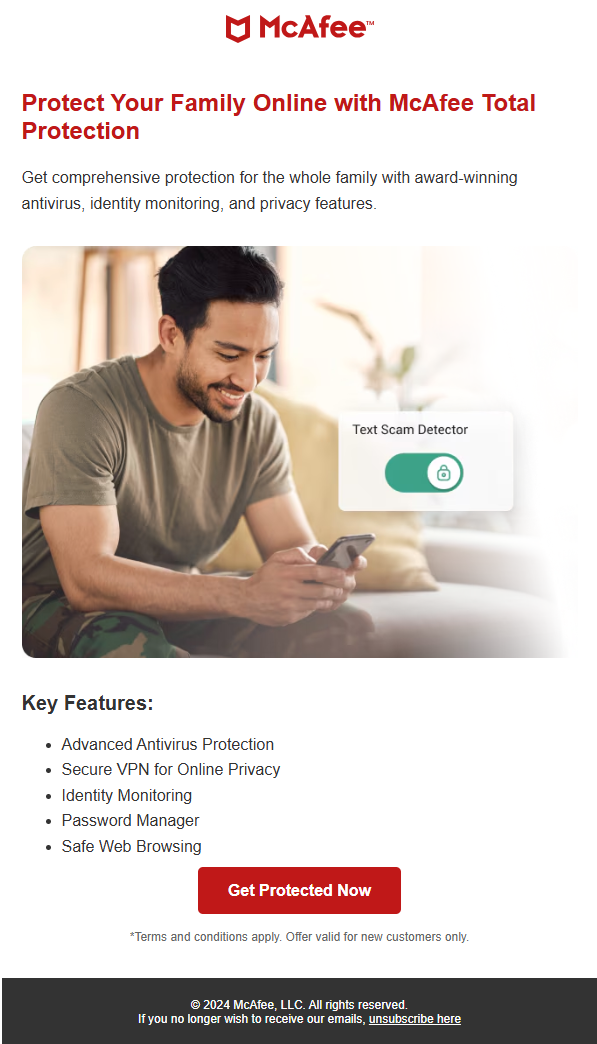 McAfee™
Protect Your Family Online with McAfee Total
Protection
Get comprehensive protection for the whole family with award-winning
antivirus, identity monitoring, and privacy features.
Text Scam Detector
Key Features:
• Advanced Antivirus Protection
• Secure VPN for Online Privacy
• Identity Monitoring
• Password Manager
• Safe Web Browsing
Get Protected Now
*Terms and conditions apply. Offer valid for new customers only.
© 2024 McAfee, LLC. All rights reserved.
If you no longer wish to receive our emails, unsubscribe here